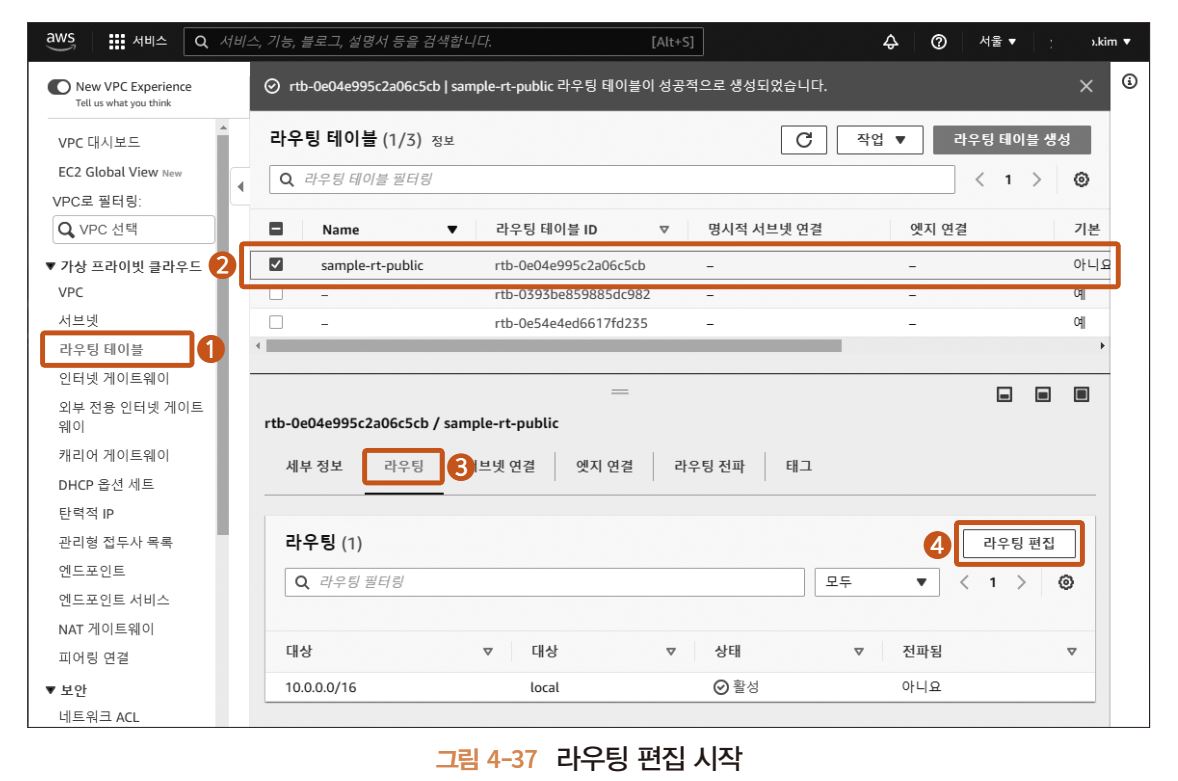 aws 서비스 서비스, 기능, 블로그, 설명서 등을 검색합니다. [Alt+S] 서울 ▼ .kim ▼
New VPC Experience
Tell us what you think
VPC 대시보드
EC2 Global View New
VPC로 필터링:
VPC 선택
▼ 가상 프라이빗 클라우드
VPC
서브넷
라우팅 테이블 1
인터넷 게이트웨이
외부 전용 인터넷 게이트
웨이
캐리어 게이트웨이
DHCP 옵션 세트
탄력적 IP
관리형 접두사 목록
엔드포인트
엔드포인트 서비스
NAT 게이트웨이
피어링 연결
▼ 보안
네트워크 ACL
rtb-0e04e995c2a06c5cb | sample-rt-public 라우팅 테이블이 성공적으로 생성되었습니다.
라우팅 테이블 (1/3) 정보 작업 ▼ 라우팅 테이블 생성
라우팅 테이블 필터링 1
Name 라우팅 테이블 ID 명시적 서브넷 연결 엣지 연결 기본
2 sample-rt-public rtb-0e04e995c2a06c5cb – – 아니요
– rtb-0393be859885dc982 – – 예
– rtb-0e54e4ed6617fd235 – – 예
rtb-0e04e995c2a06c5cb / sample-rt-public
세부 정보 라우팅 3 브넷 연결 엣지 연결 라우팅 전파 태그
라우팅 (1) 4 라우팅 편집
라우팅 필터링 모두 ▼ 1
대상 대상 상태 전파됨
10.0.0.0/16 local 활성 아니요
그림 4-37 라우팅 편집 시작